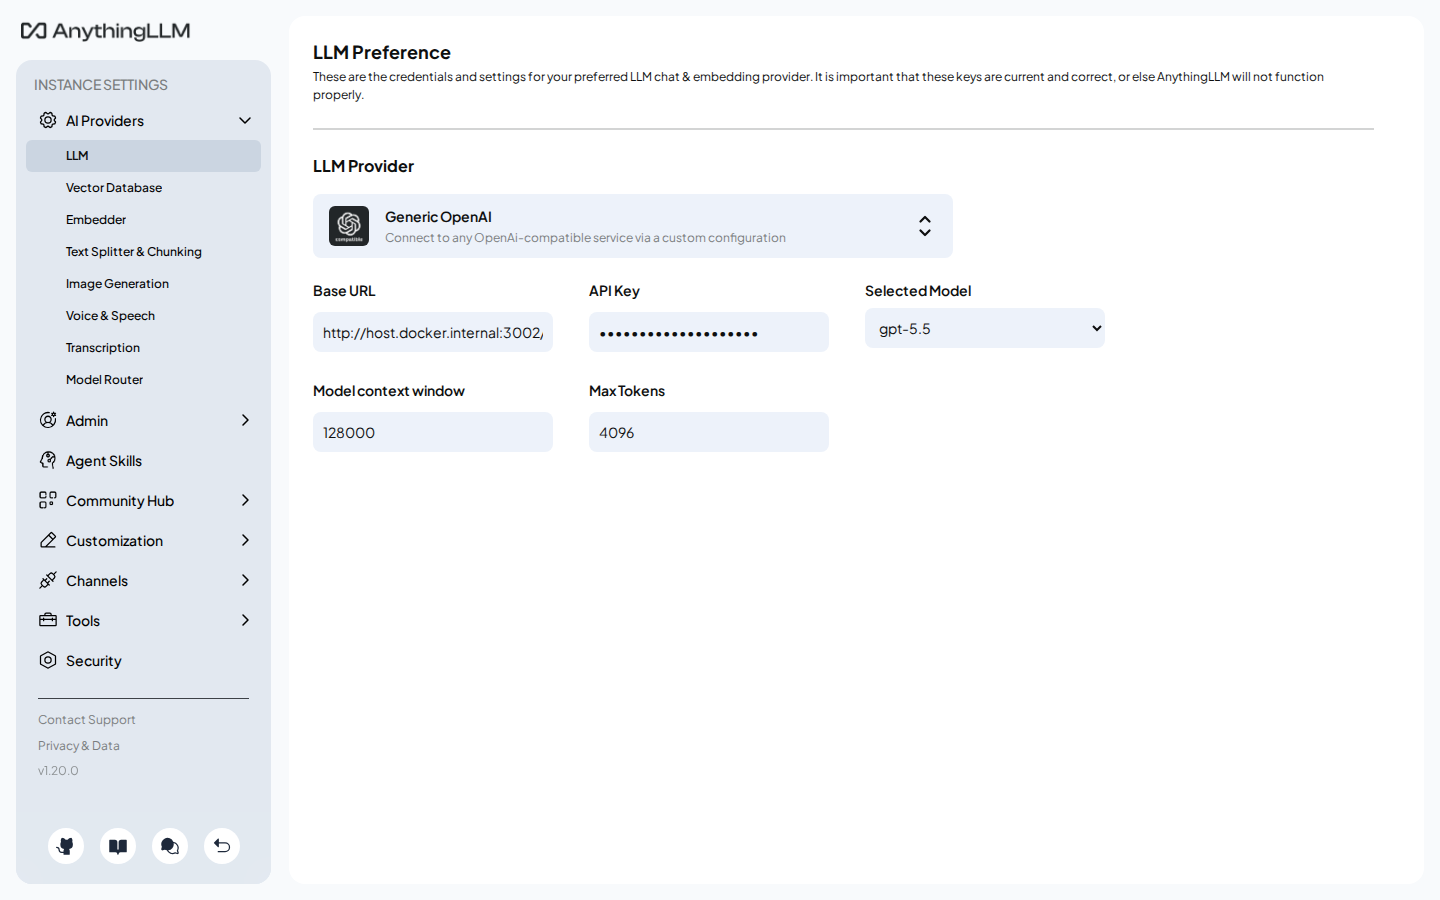 AnythingLLM
INSTANCE SETTINGS
AI Providers
LLM
Vector Database
Embedder
Text Splitter & Chunking
Image Generation
Voice & Speech
Transcription
Model Router
Admin
Agent Skills
Community Hub
Customization
Channels
Tools
Security
Contact Support
Privacy & Data
v1.20.0
LLM Preference
These are the credentials and settings for your preferred LLM chat & embedding provider. It is important that these keys are current and correct, or else AnythingLLM will not function
properly.
LLM Provider
compatible
Generic OpenAI
Connect to any OpenAi-compatible service via a custom configuration
Base URL
API Key
Selected Model
http://host.docker.internal:3002/
••••••••••••••••••••
gpt-5.5
Model context window
Max Tokens
128000
4096